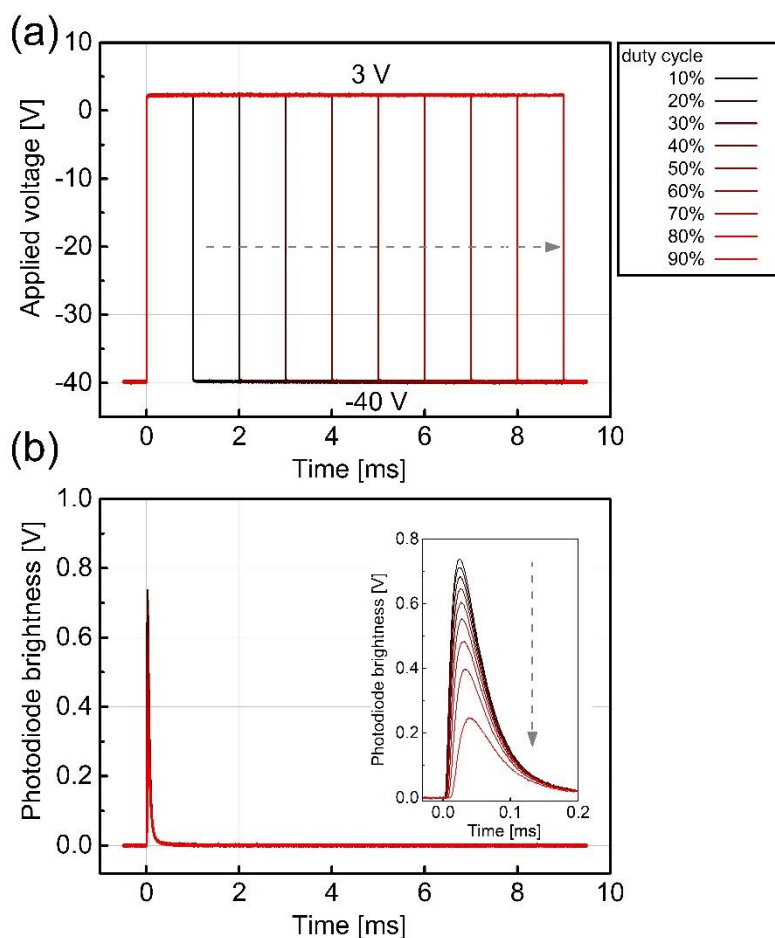 (a)
Applied voltage [V]
10
0
-10
-20
-30
-40
3 V
-40 V
0 2 4 6 8 10
Time [ms]
duty cycle
10%
20%
30%
40%
50%
60%
70%
80%
90%
(b)
Photodiode brightness [V]
1.0
0.8
0.6
0.4
0.2
0.0
0 2 4 6 8 10
Time [ms]
Photodiode brightness [V]
0.8
0.6
0.4
0.2
0.0
0.0 0.1 0.2
Time [ms]